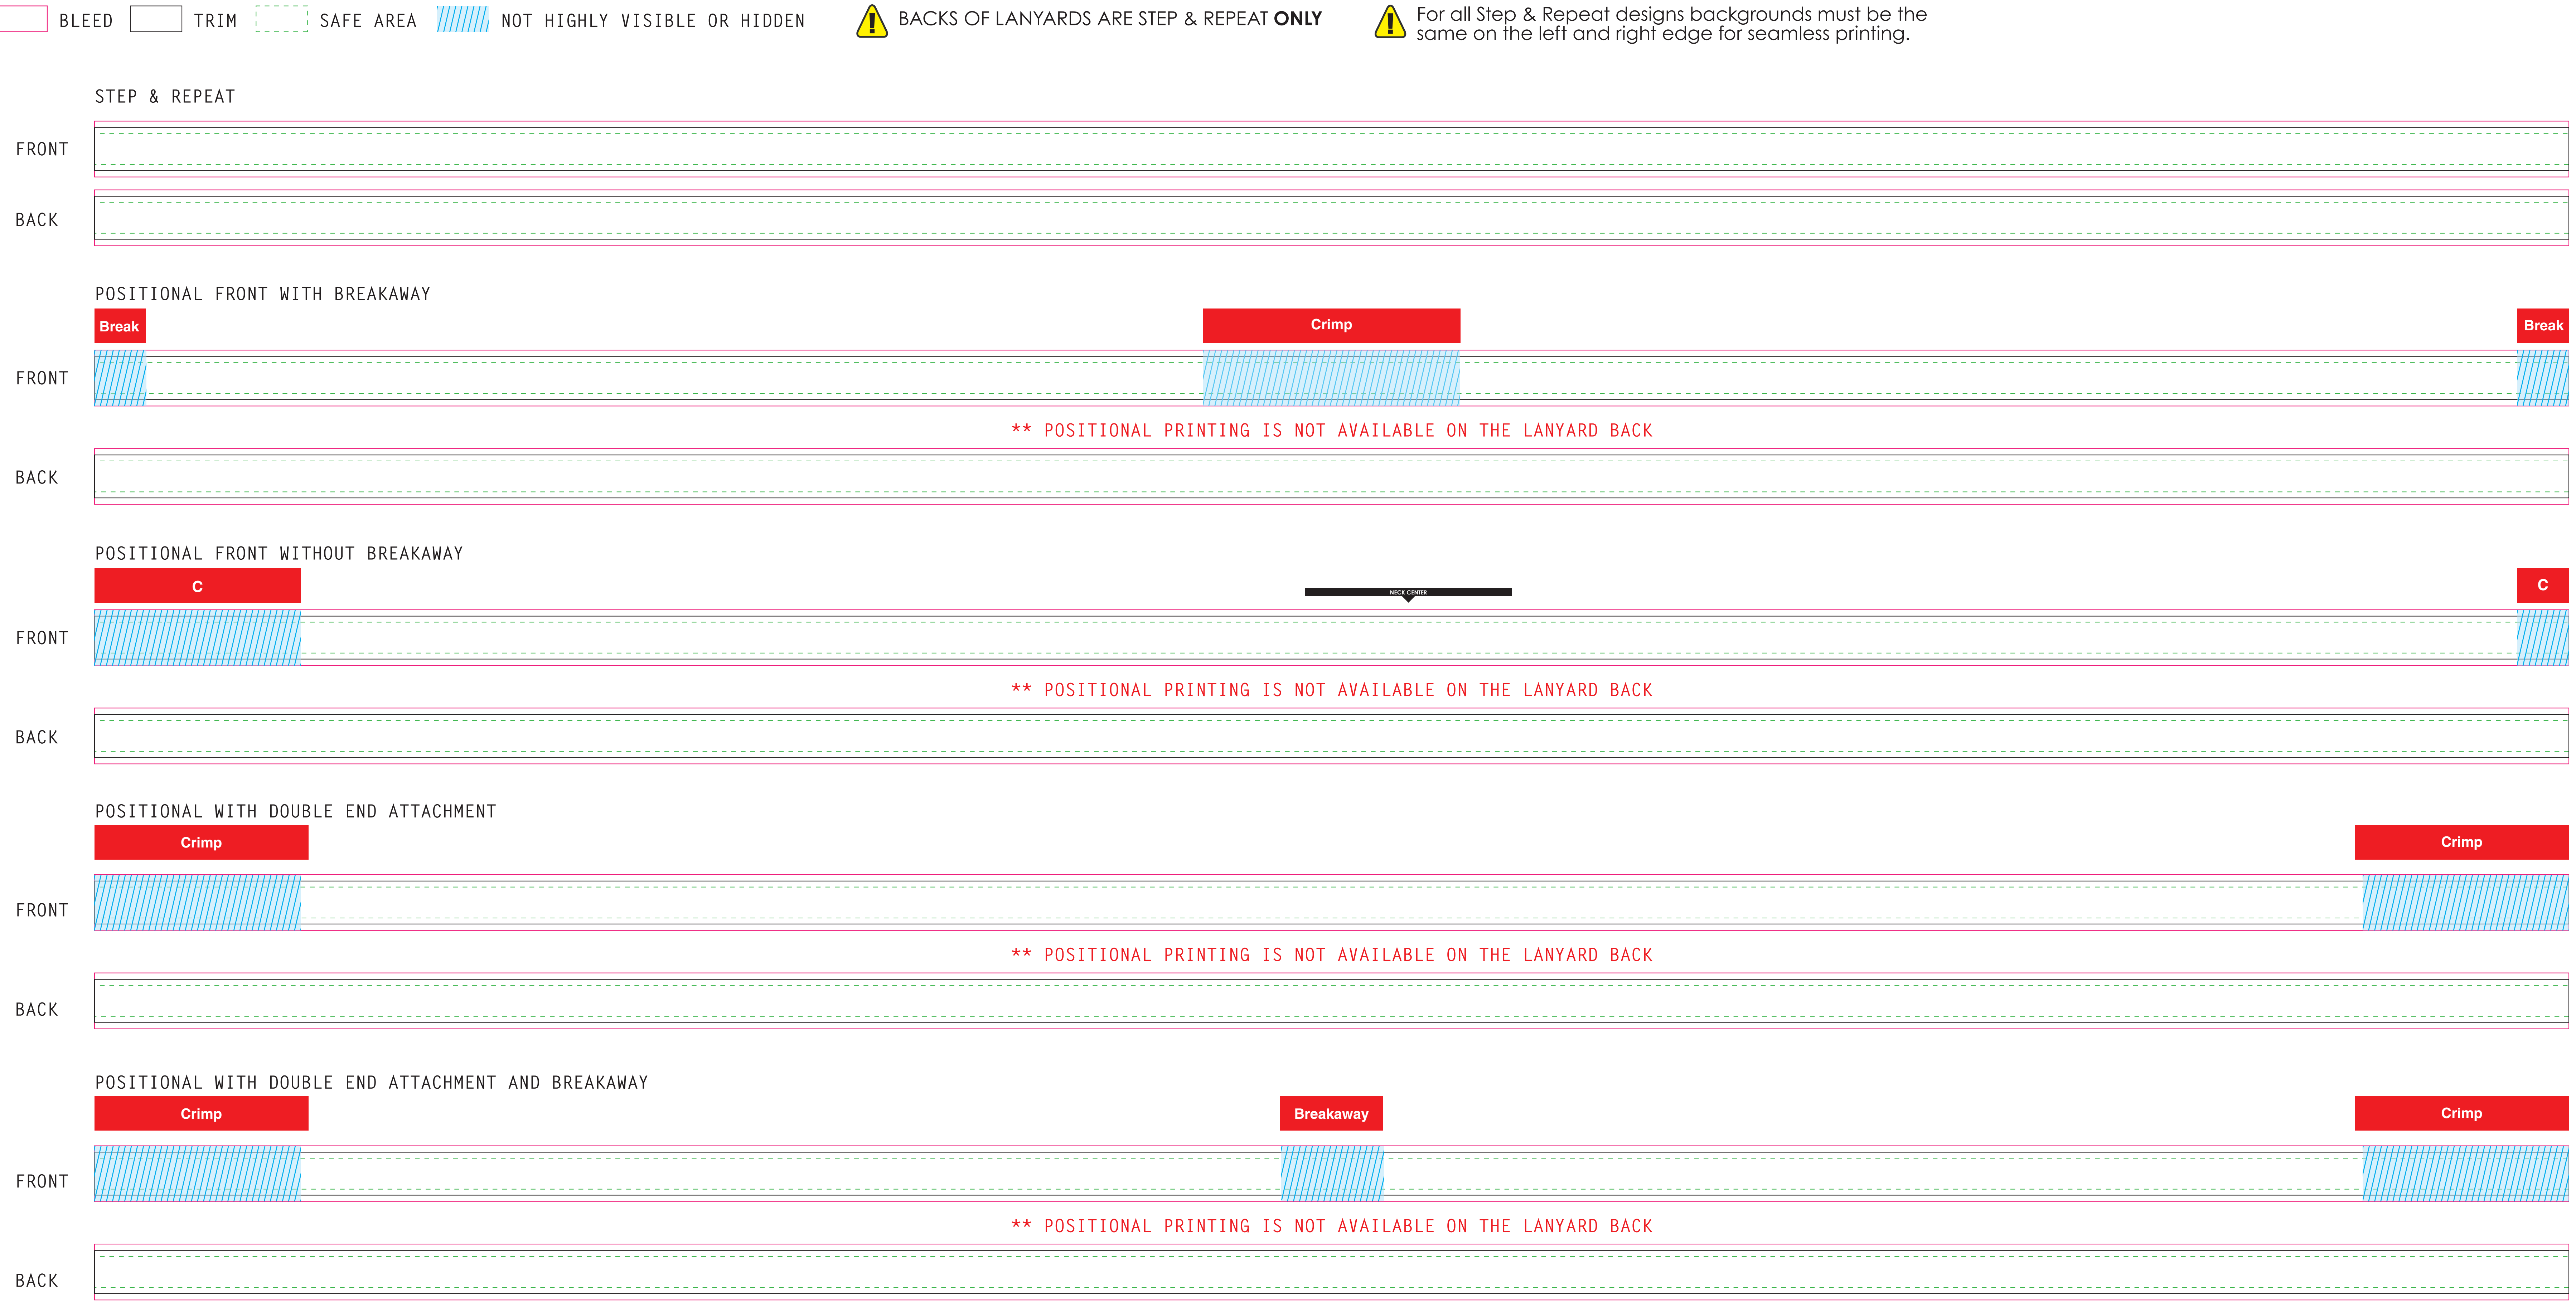 BLEED TRIM SAFE AREA NOT HIGHLY VISIBLE OR HIDDEN
! BACKS OF LANYARDS ARE STEP & REPEAT ONLY
! For all Step & Repeat designs backgrounds must be the
same on the left and right edge for seamless printing.
STEP & REPEAT
FRONT
BACK
POSITIONAL FRONT WITH BREAKAWAY
Break Crimp Break
FRONT
** POSITIONAL PRINTING IS NOT AVAILABLE ON THE LANYARD BACK
BACK
POSITIONAL FRONT WITHOUT BREAKAWAY
C NECK CENTER C
FRONT
** POSITIONAL PRINTING IS NOT AVAILABLE ON THE LANYARD BACK
BACK
POSITIONAL WITH DOUBLE END ATTACHMENT
Crimp Crimp
FRONT
** POSITIONAL PRINTING IS NOT AVAILABLE ON THE LANYARD BACK
BACK
POSITIONAL WITH DOUBLE END ATTACHMENT AND BREAKAWAY
Crimp Breakaway Crimp
FRONT
** POSITIONAL PRINTING IS NOT AVAILABLE ON THE LANYARD BACK
BACK